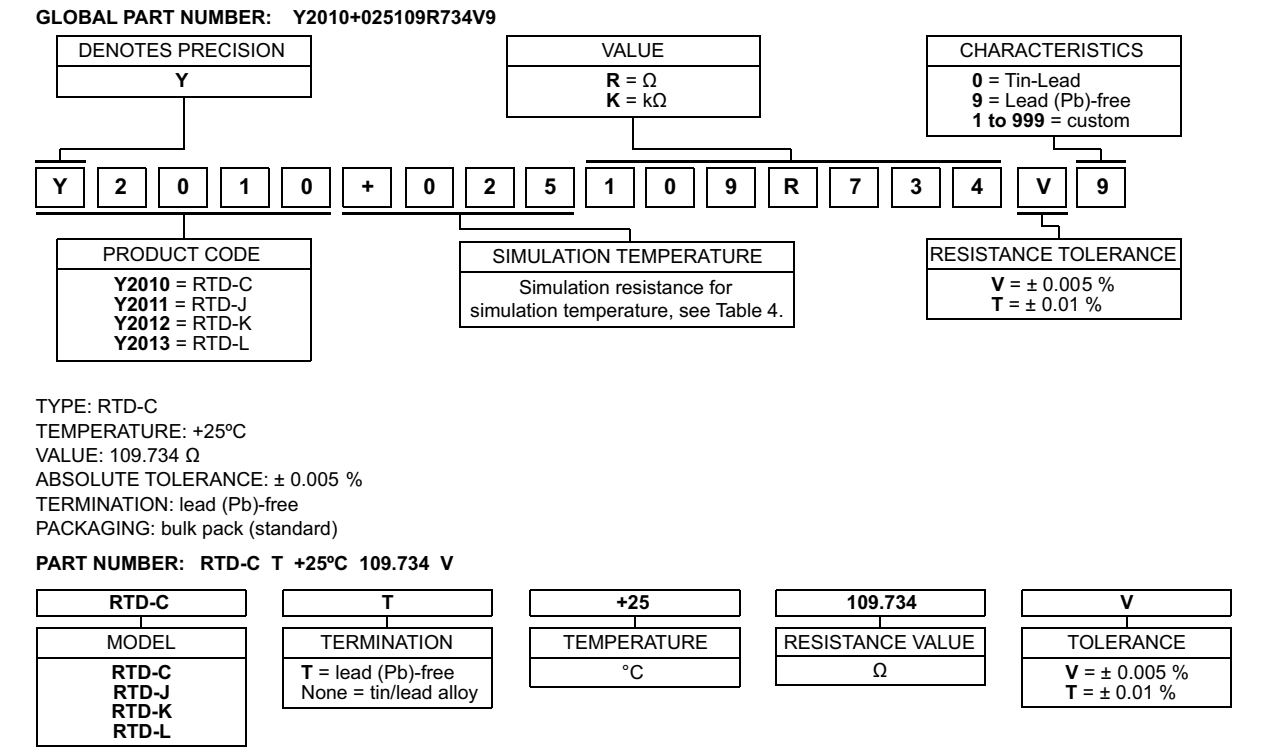 GLOBAL PART NUMBER: Y2010+025109R734V9
DENOTES PRECISION
Y
VALUE
R = Ω
K = kΩ
CHARACTERISTICS
0 = Tin-Lead
9 = Lead (Pb)-free
1 to 999 = custom
Y 2 0 1 0 + 0 2 5 1 0 9 R 7 3 4 V 9
PRODUCT CODE
Y2010 = RTD-C
Y2011 = RTD-J
Y2012 = RTD-K
Y2013 = RTD-L
SIMULATION TEMPERATURE
Simulation resistance for
simulation temperature, see Table 4.
RESISTANCE TOLERANCE
V = ± 0.005 %
T = ± 0.01 %
TYPE: RTD-C
TEMPERATURE: +25ºC
VALUE: 109.734 Ω
ABSOLUTE TOLERANCE: ± 0.005 %
TERMINATION: lead (Pb)-free
PACKAGING: bulk pack (standard)
PART NUMBER: RTD-C T +25ºC 109.734 V
RTD-C
MODEL
RTD-C
RTD-J
RTD-K
RTD-L
T
TERMINATION
T = lead (Pb)-free
None = tin/lead alloy
+25
TEMPERATURE
°C
109.734
RESISTANCE VALUE
Ω
V
TOLERANCE
V = ± 0.005 %
T = ± 0.01 %